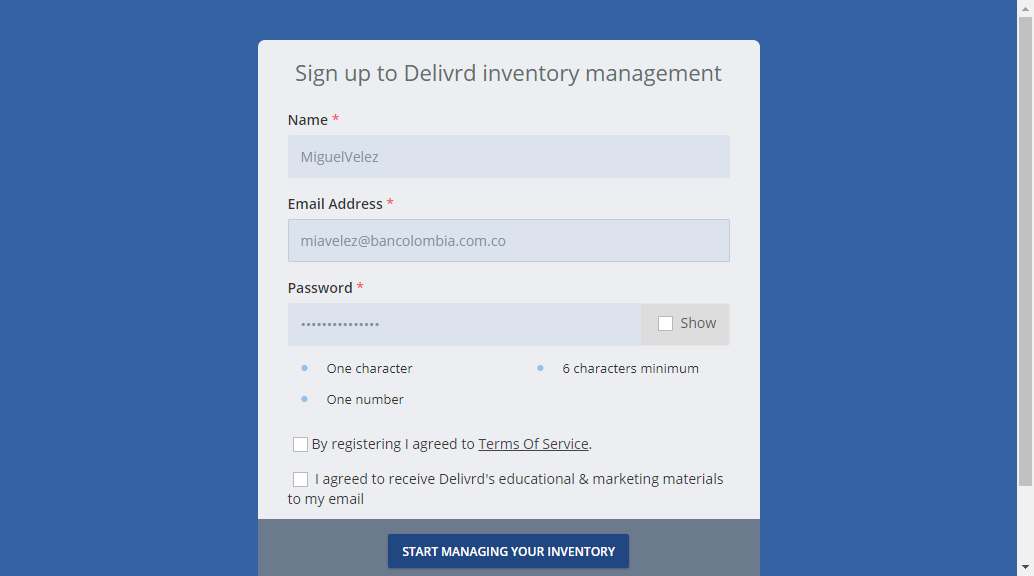 Sign up to Delivrd inventory management
Name *
MiguelVelez
Email Address *
miavelez@bancolombia.com.co
Password *
•••••••••••••••
Show
One character
6 characters minimum
One number
By registering I agreed to Terms Of Service.
I agreed to receive Delivrd's educational & marketing materials
to my email
START MANAGING YOUR INVENTORY